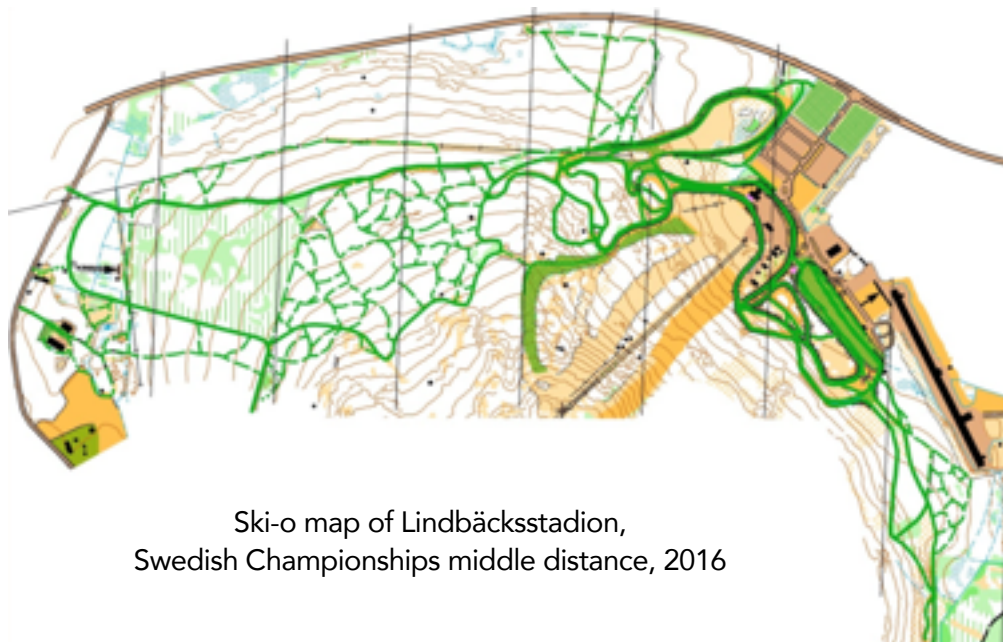 Ski-o map of Lindbäcksstadion,
Swedish Championships middle distance, 2016